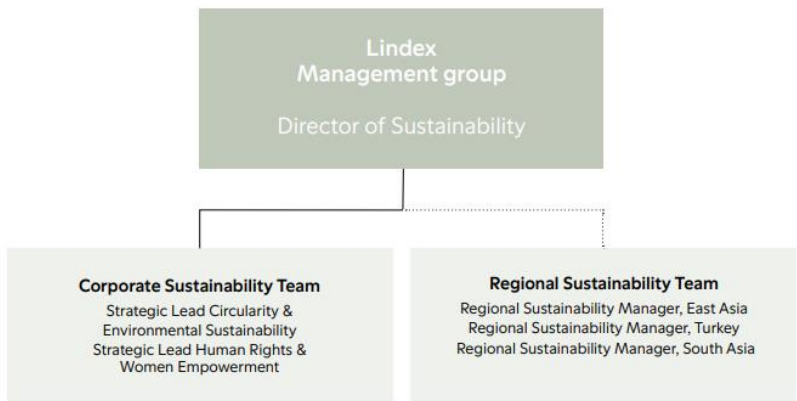 Lindex
Management group
Director of Sustainability
Corporate Sustainability Team
Strategic Lead Circularity &
Environmental Sustainability
Strategic Lead Human Rights &
Women Empowerment
Regional Sustainability Team
Regional Sustainability Manager, East Asia
Regional Sustainability Manager, Turkey
Regional Sustainability Manager, South Asia